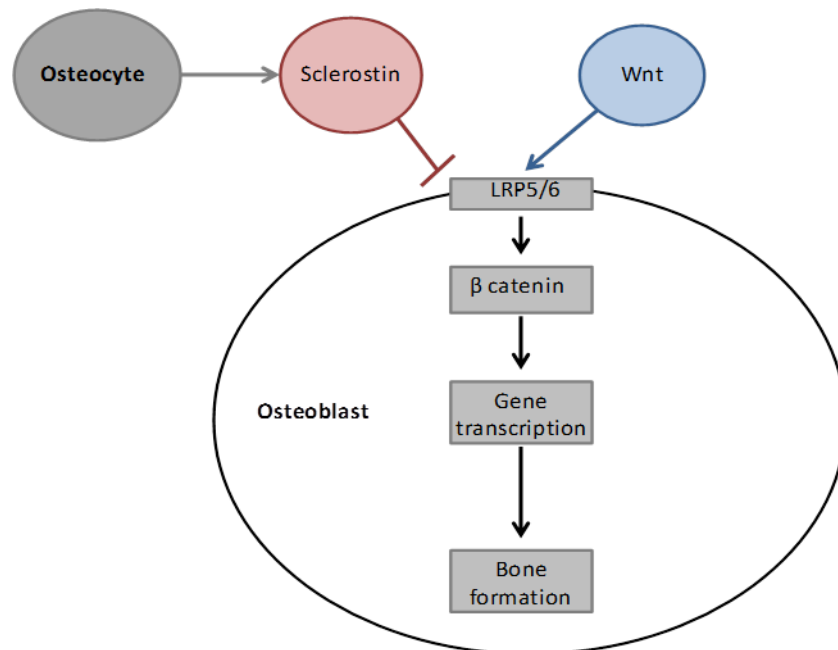 Osteocyte
Sclerostin
Wnt
LRP5/6
β catenin
Gene
transcription
Osteoblast
Bone
formation